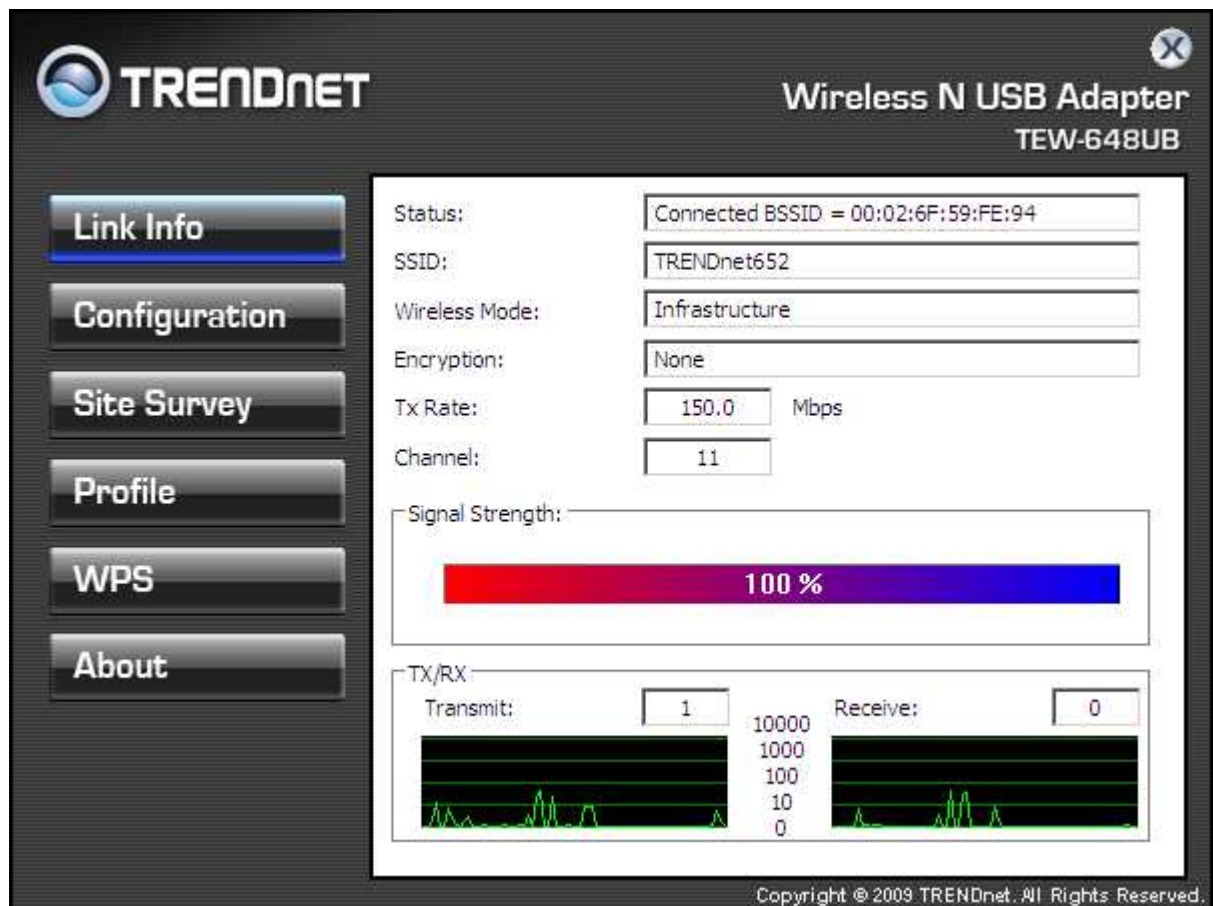 TRENDNET
X
Wireless N USB Adapter
TEW-648UB
Link Info
Configuration
Site Survey
Profile
WPS
About
Status: Connected BSSID = 00:02:6F:59:FE:94
SSID: TRENDnet652
Wireless Mode: Infrastructure
Encryption: None
Tx Rate: 150.0 Mbps
Channel: 11
Signal Strength:
100 %
TX/RX
Transmit: 1
Receive: 0
10000
1000
100
10
0
Copyright © 2009 TRENDnet. All Rights Reserved.